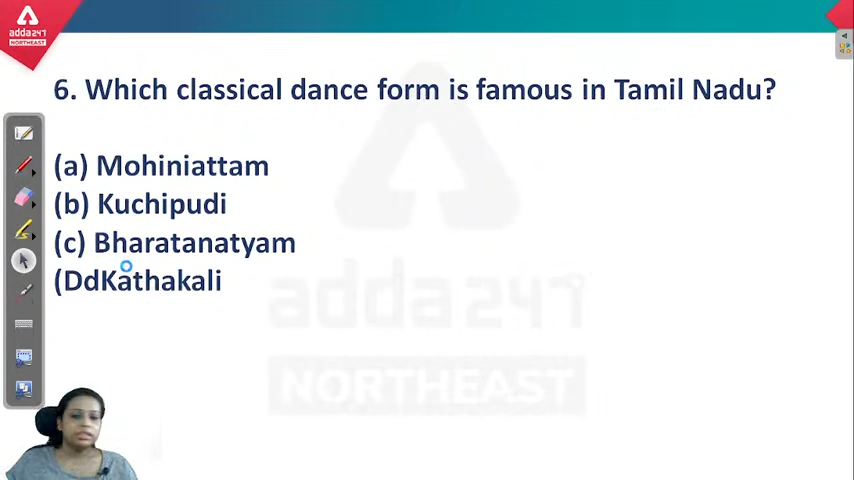 adda247
NORTHEAST
6. Which classical dance form is famous in Tamil Nadu?
(a) Mohiniattam
(b) Kuchipudi
(c) Bharatanatyam
(DdKathakali
adda247
NORTHEAST